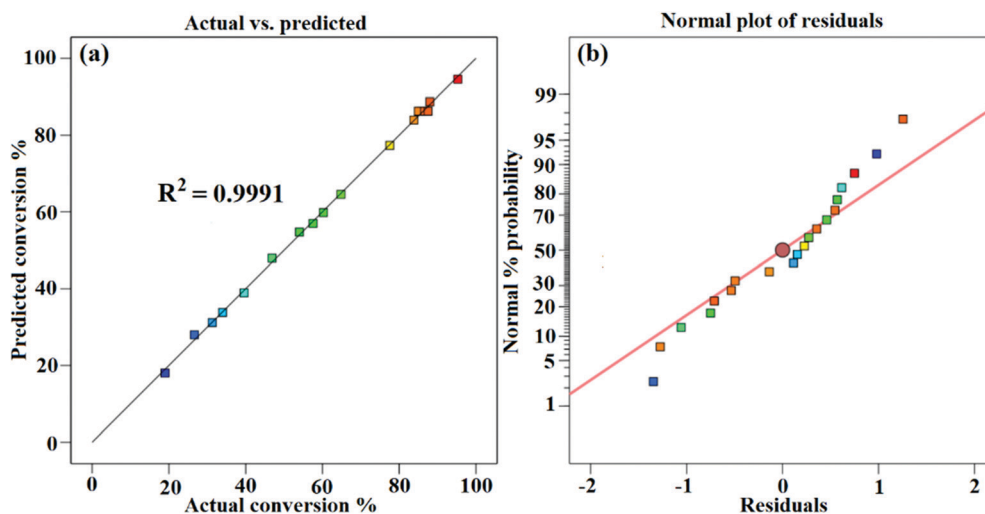 Actual vs. predicted
(a)
R² = 0.9991
Predicted conversion %
100
80
60
40
20
0
0 20 40 60 80 100
Actual conversion %
Normal plot of residuals
(b)
Normal % probability
99
95
90
80
70
50
30
20
10
5
1
-2 -1 0 1 2
Residuals